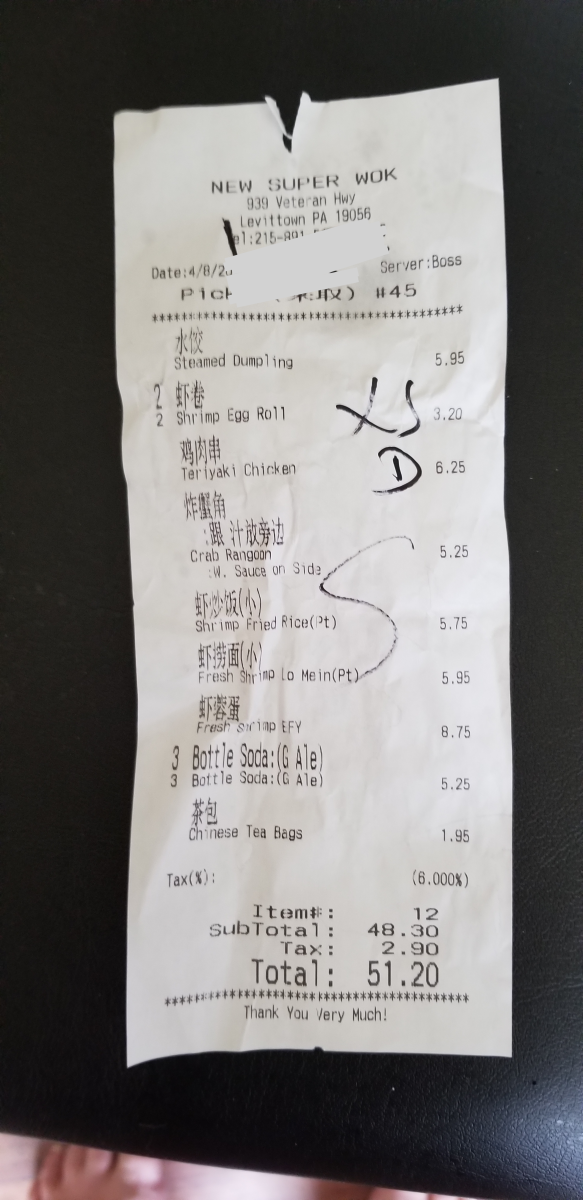 NEW SUPER WOK
939 Veteran Hwy
Levittown PA 19056
el:215-891
Date:4/8/2 Server:Boss
Pic 取) #45
******************************************
水饺
Steamed Dumpling 5.95
2 虾卷
2 Shrimp Egg Roll 3.20
XS
鸡肉串
Teriyaki Chicken 6.25
D
炸蟹角
:跟 汁放旁边
Crab Rangoon 5.25
:W. Sauce on Side
虾炒饭(小)
Shrimp Fried Rice(Pt) 5.75
虾捞面(小)
Fresh Shrimp Lo Mein(Pt) 5.95
虾蓉蛋
Fresh Shrimp EFY 8.75
3 Bottle Soda:(G Ale)
3 Bottle Soda:(G Ale) 5.25
茶包
Chinese Tea Bags 1.95
Tax(%): (6.000%)
Item#: 12
SubTotal: 48.30
Tax: 2.90
Total: 51.20
******************************************
Thank You Very Much!